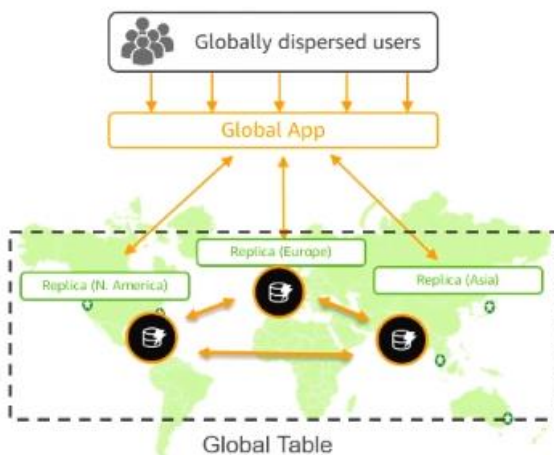 Globally dispersed users
Global App
Replica (Europe)
Replica (N. America)
Replica (Asia)
Global Table